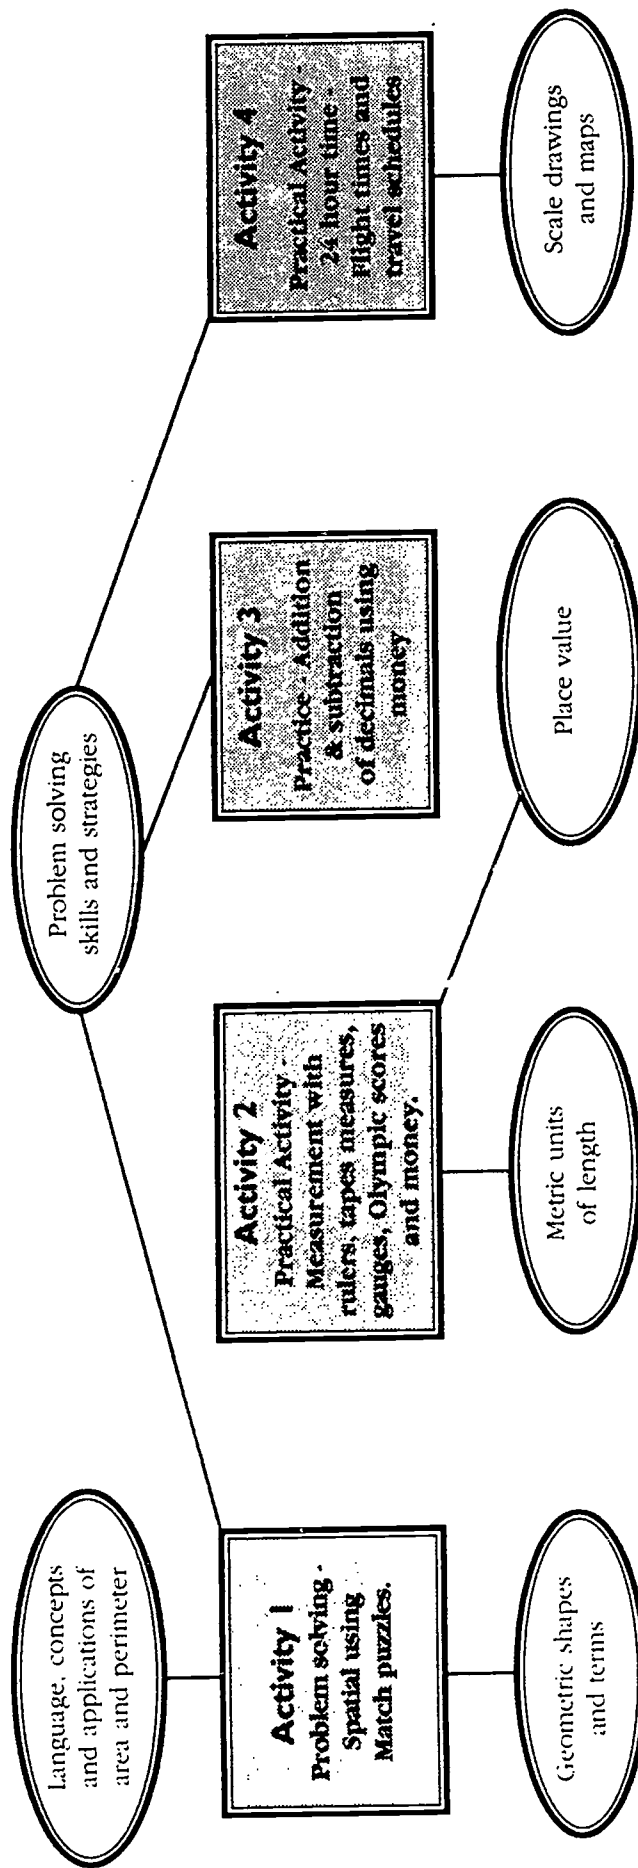 Language, concepts
and applications of
area and perimeter
Problem solving
skills and strategies
Activity 1
Problem solving -
Spatial using
Match puzzles.
Activity 2
Practical Activity -
Measurement with
rulers, tapes measures,
gauges, Olympic scores
and money.
Activity 3
Practice - Addition
& subtraction
of decimals using
money
Activity 4
Practical Activity -
24 hour time -
Flight times and
travel schedules
Geometric shapes
and terms
Metric units
of length
Place value
Scale drawings
and maps